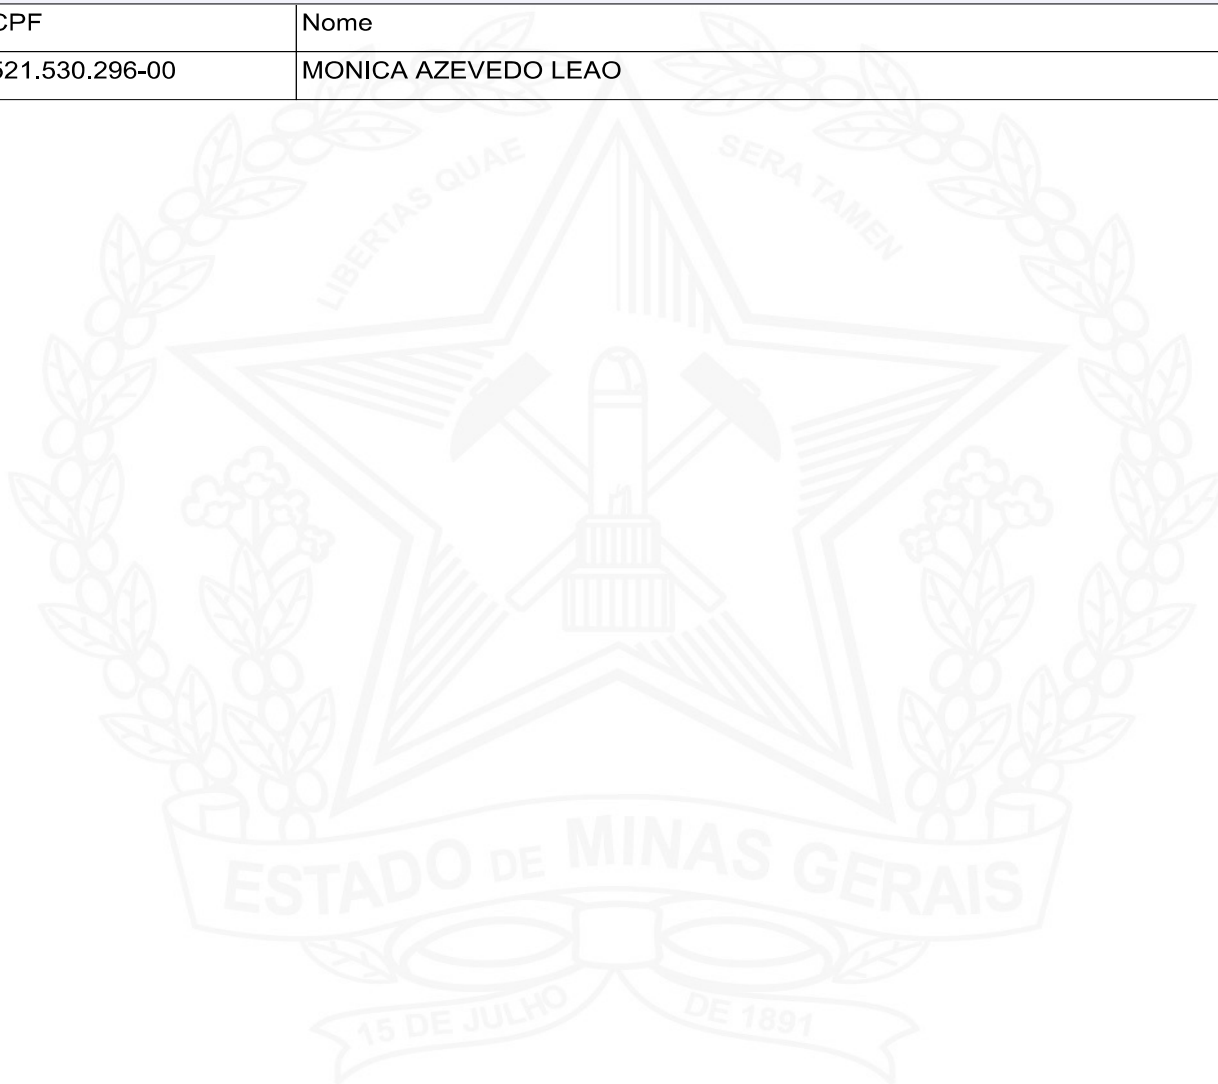 CPF Nome
521.530.296-00 MONICA AZEVEDO LEAO
LIBERTAS QUAE SERA TAMEN
ESTADO DE MINAS GERAIS
15 DE JULHO DE 1891